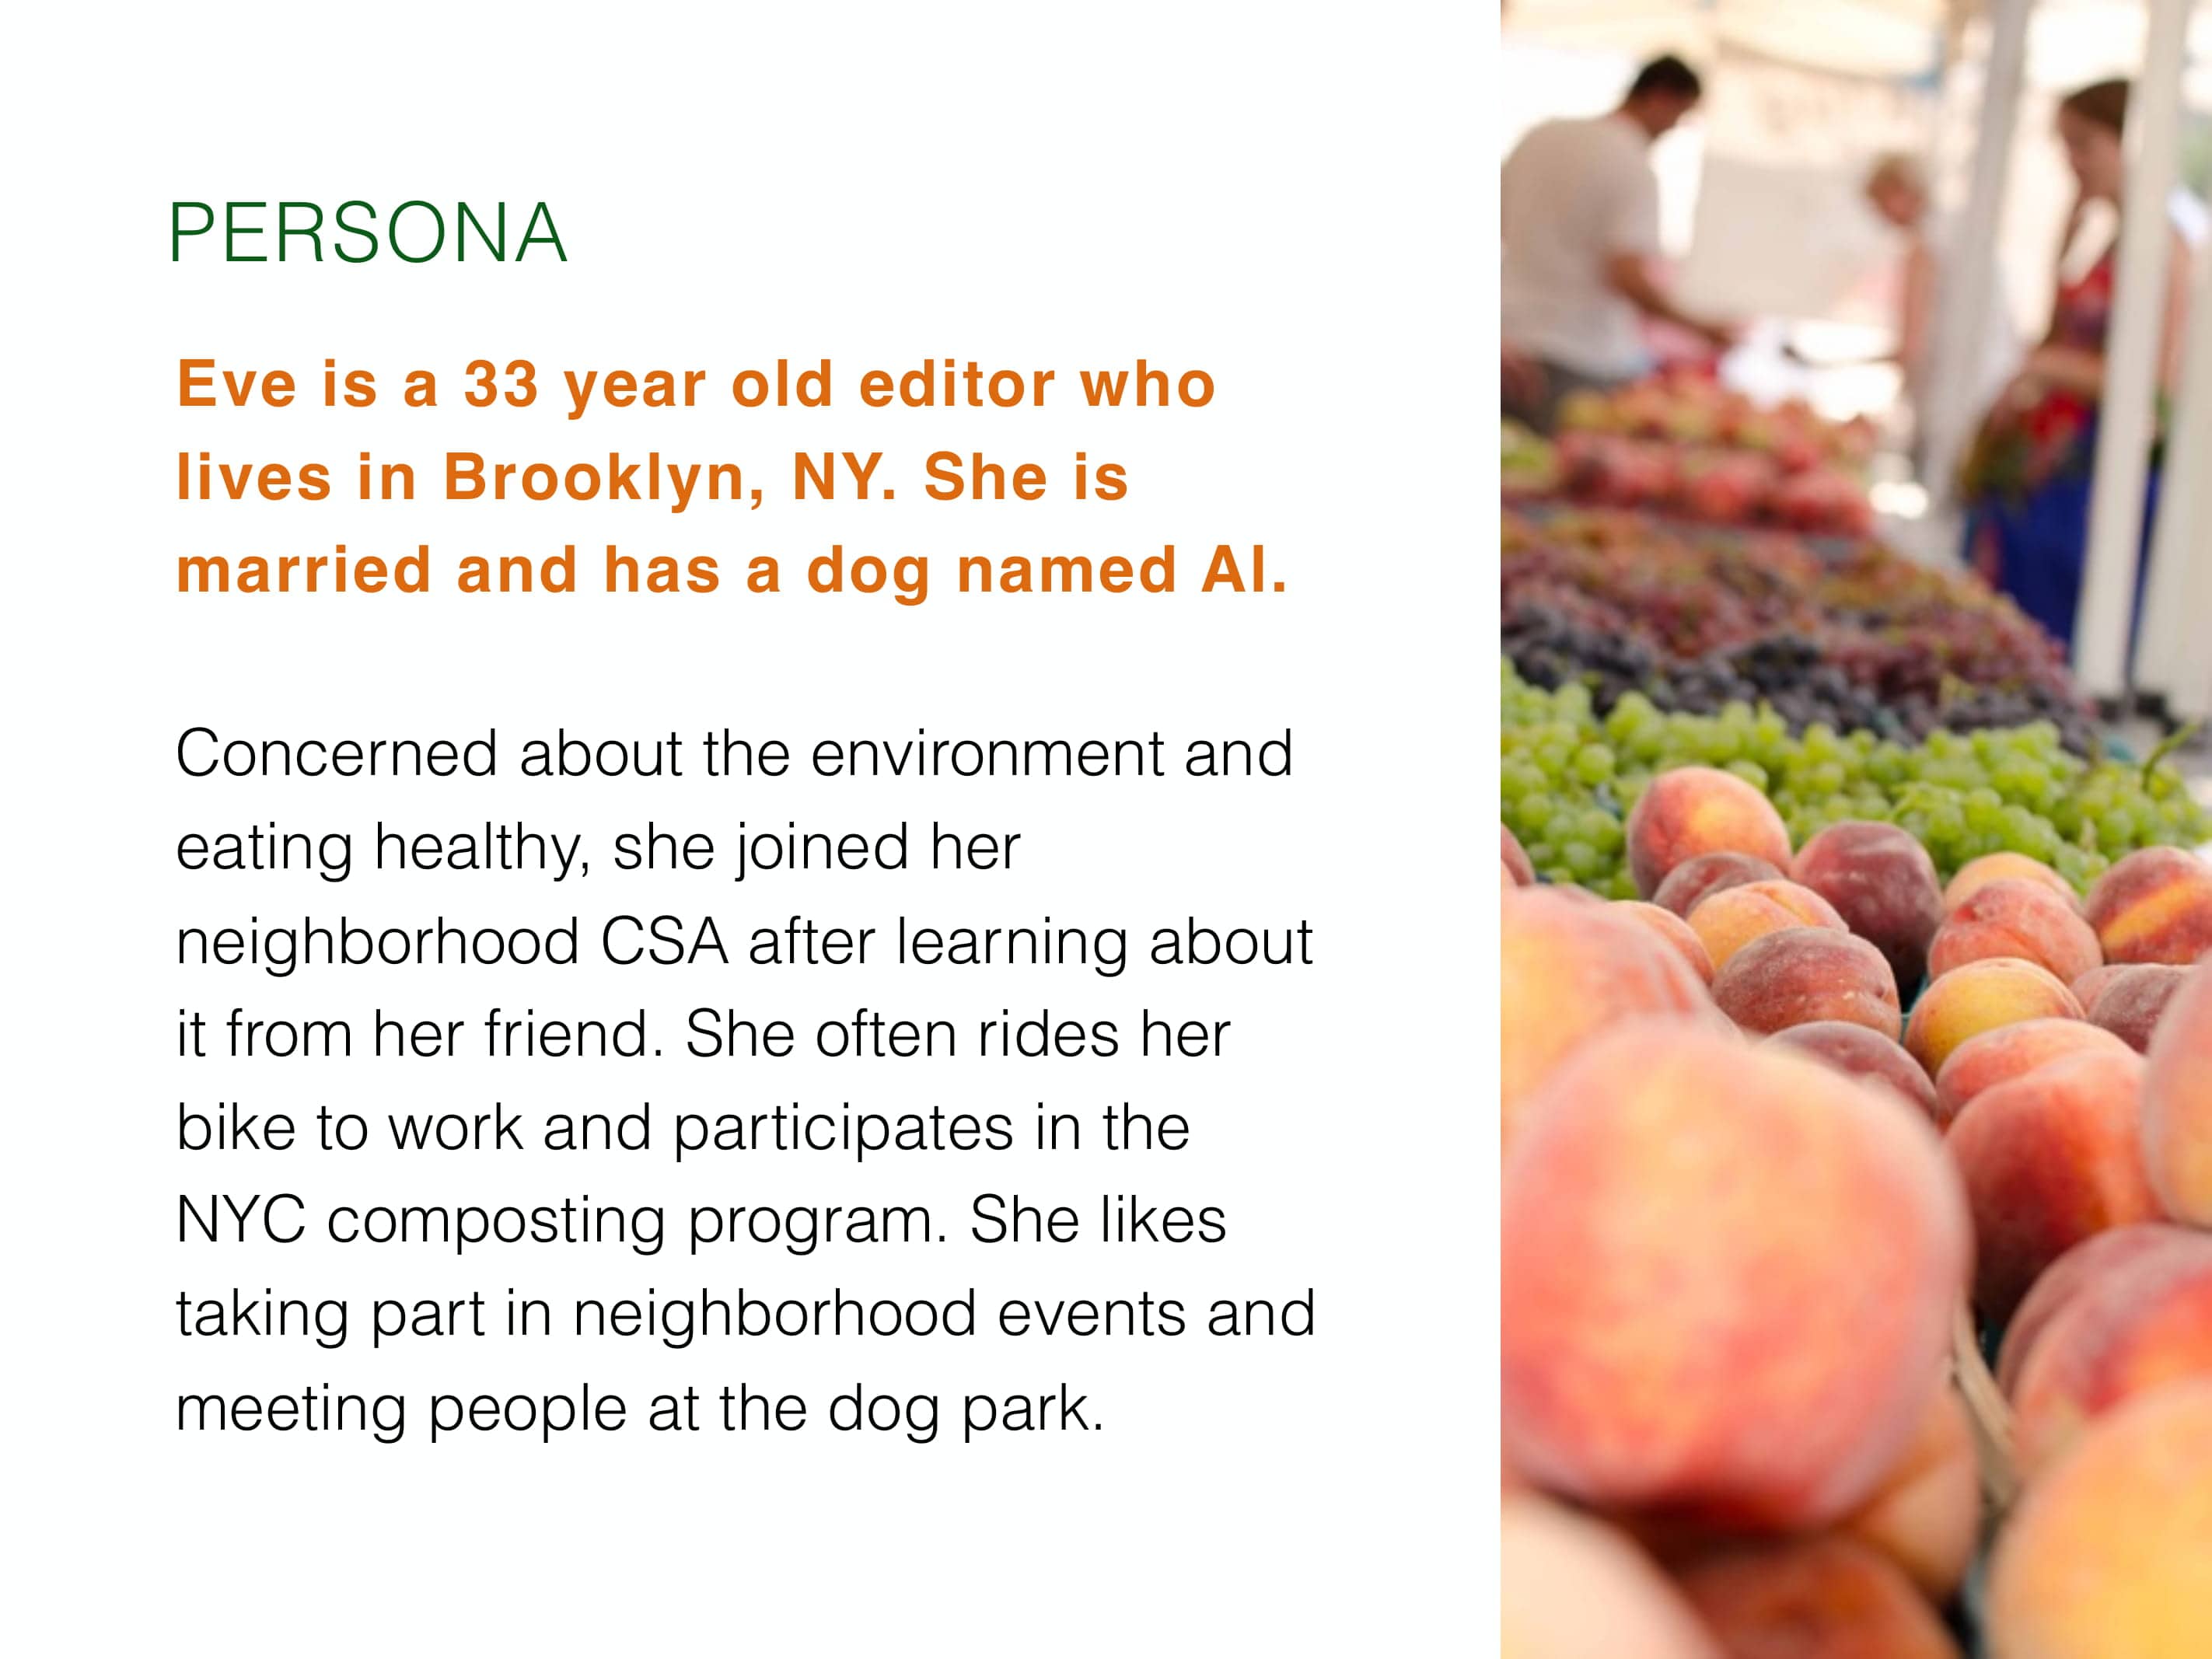 PERSONA
Eve is a 33 year old editor who
lives in Brooklyn, NY. She is
married and has a dog named Al.
Concerned about the environment and
eating healthy, she joined her
neighborhood CSA after learning about
it from her friend. She often rides her
bike to work and participates in the
NYC composting program. She likes
taking part in neighborhood events and
meeting people at the dog park.